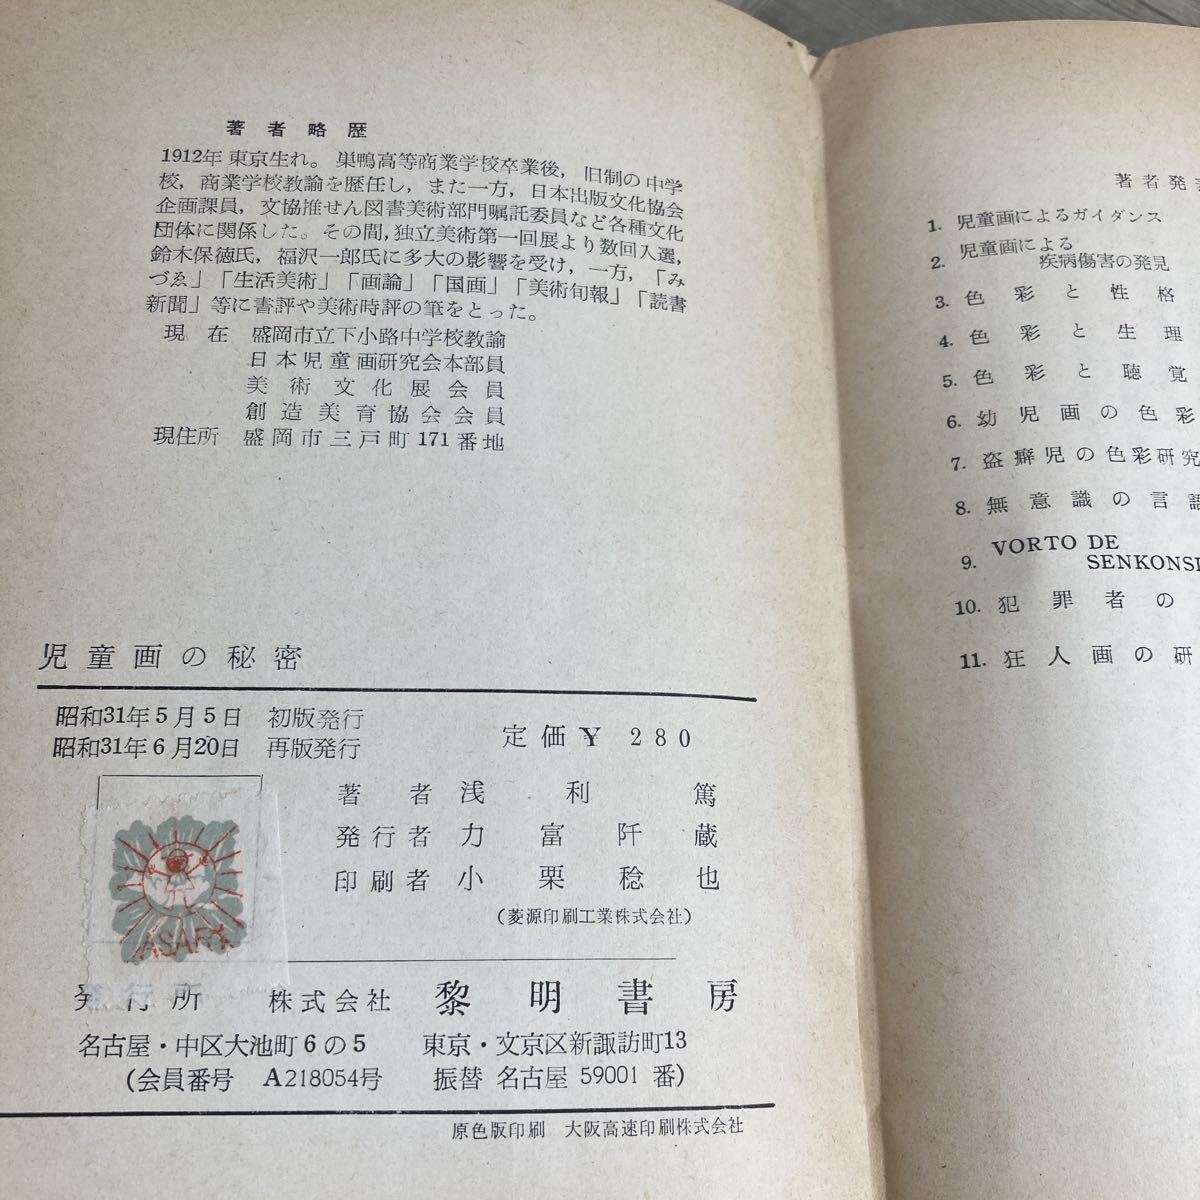 著者略歴
1912年 東京生れ。 巣鴨高等商業学校卒業後, 旧制の中学
校, 商業学校教諭を歴任し, また一方, 日本出版文化協会
企画課員, 文協推せん図書美術部門嘱託委員など各種文化
団体に関係した。その間, 独立美術第一回展より数回入選,
鈴木保徳氏, 福沢一郎氏に多大の影響を受け, 一方, 「み
づゑ」「生活美術」「画論」「国画」「美術旬報」「読書
新聞」等に書評や美術時評の筆をとった。
現在 盛岡市立下小路中学校教諭
日本児童画研究会本部員
美術文化展会員
創造美育協会会員
現住所 盛岡市三戸町171番地
児童画の秘密
昭和31年5月5日 初版発行
昭和31年6月20日 再版発行
定価¥ 280
著者 浅利篤
発行者 力富阡蔵
印刷者 小栗稔也
(菱源印刷工業株式会社)
ASARI
発行所 株式会社 黎明書房
名古屋・中区大池町6の5 東京・文京区新諏訪町13
(会員番号 A218054号 振替 名古屋 59001 番)
原色版印刷 大阪高速印刷株式会社
著者発
1. 児童画によるガイダンス
2. 児童画による
疾病傷害の発見
3. 色彩と性格
4. 色彩と生理
5. 色彩と聴覚
6. 幼児画の色彩
7. 盗癖児の色彩研究
8. 無意識の言語
9. VORTO DE
SENKONS
10. 犯罪者の
11. 狂人画の研